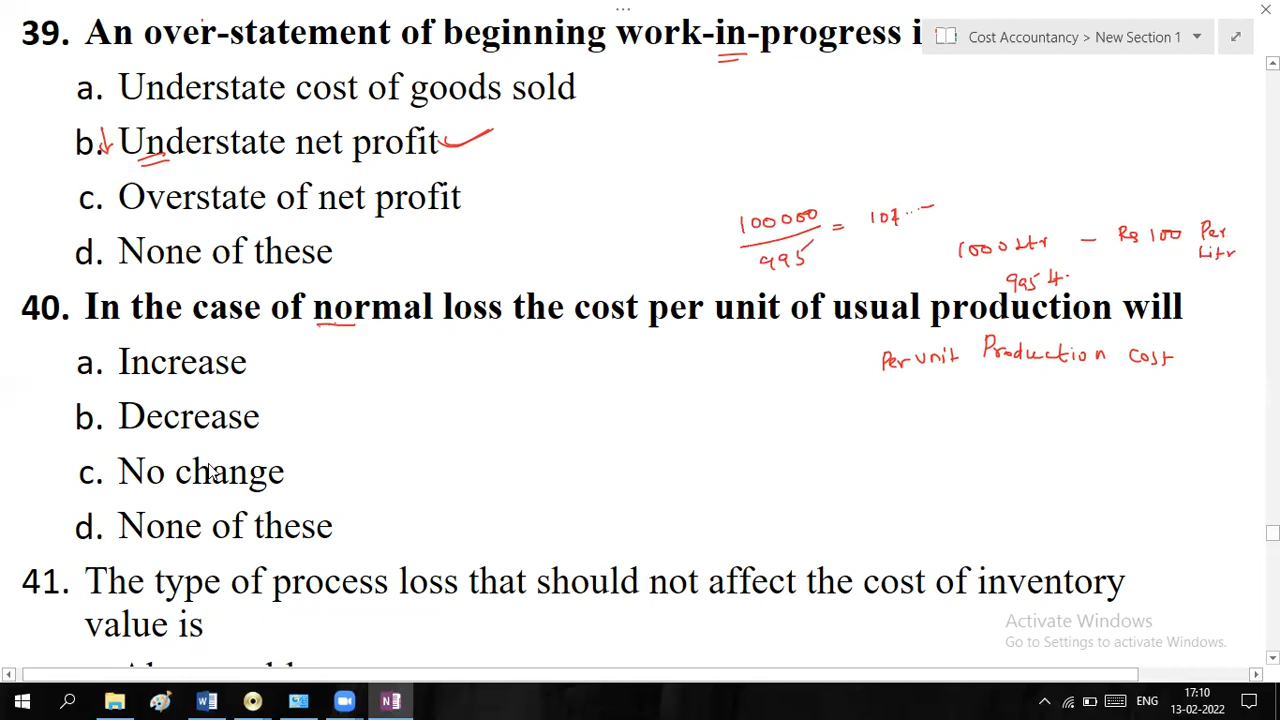 39. An over-statement of beginning work-in-progress i
Cost Accountancy > New Section 1
a. Understate cost of goods sold
b. Understate net profit
c. Overstate of net profit
d. None of these
100000
995
=
1000 Ltr - Rs 100 Per Litr
995
40. In the case of normal loss the cost per unit of usual production will
Per unit Production Cost
a. Increase
b. Decrease
c. No change
d. None of these
41. The type of process loss that should not affect the cost of inventory
value is
Activate Windows
Go to Settings to activate Windows.
ENG
17:10
13-02-2022